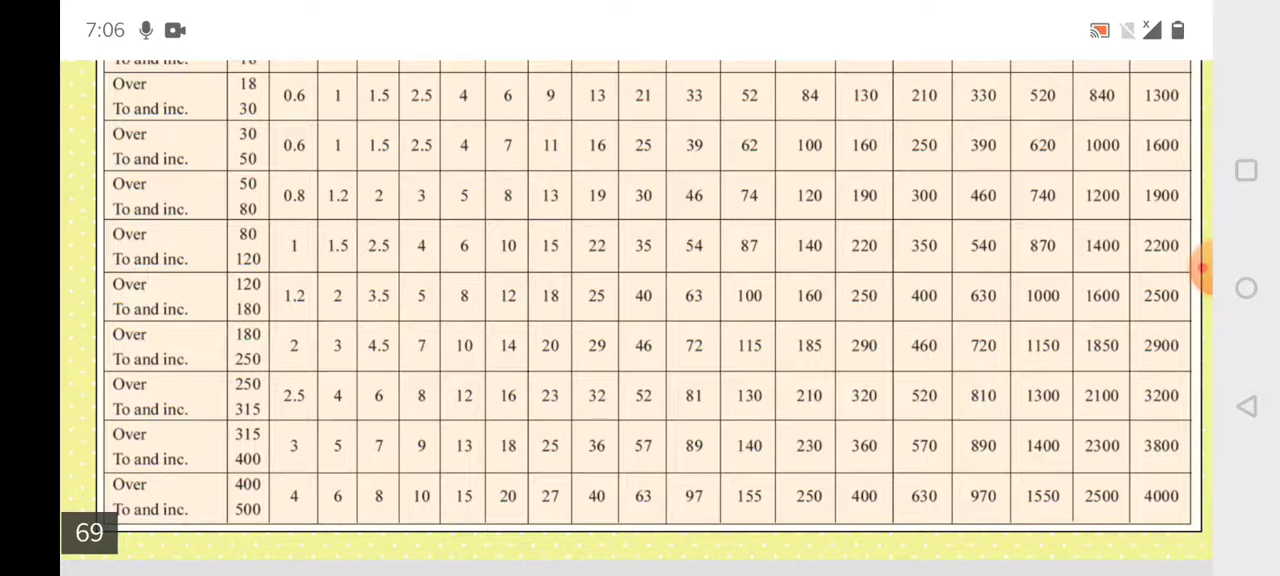 7:06
x
To and inc. 18
Over 18
0.6 1 1.5 2.5 4 6 9 13 21 33 52 84 130 210 330 520 840 1300
To and inc. 30
Over 30
0.6 1 1.5 2.5 4 7 11 16 25 39 62 100 160 250 390 620 1000 1600
To and inc. 50
Over 50
0.8 1.2 2 3 5 8 13 19 30 46 74 120 190 300 460 740 1200 1900
To and inc. 80
Over 80
1 1.5 2.5 4 6 10 15 22 35 54 87 140 220 350 540 870 1400 2200
To and inc. 120
Over 120
1.2 2 3.5 5 8 12 18 25 40 63 100 160 250 400 630 1000 1600 2500
To and inc. 180
Over 180
2 3 4.5 7 10 14 20 29 46 72 115 185 290 460 720 1150 1850 2900
To and inc. 250
Over 250
2.5 4 6 8 12 16 23 32 52 81 130 210 320 520 810 1300 2100 3200
To and inc. 315
Over 315
3 5 7 9 13 18 25 36 57 89 140 230 360 570 890 1400 2300 3800
To and inc. 400
Over 400
4 6 8 10 15 20 27 40 63 97 155 250 400 630 970 1550 2500 4000
To and inc. 500
69